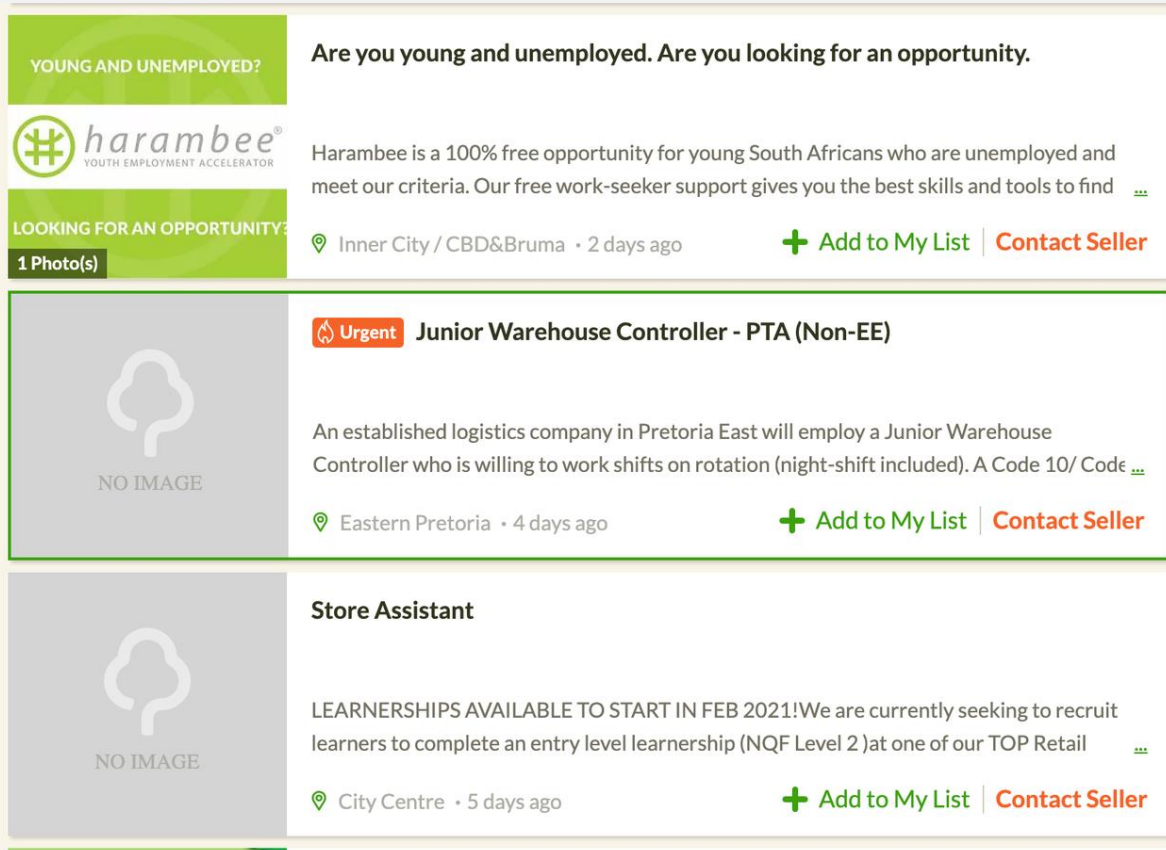 YOUNG AND UNEMPLOYED?
harambee®
YOUTH EMPLOYMENT ACCELERATOR
LOOKING FOR AN OPPORTUNITY?
1 Photo(s)
Are you young and unemployed. Are you looking for an opportunity.
Harambee is a 100% free opportunity for young South Africans who are unemployed and
meet our criteria. Our free work-seeker support gives you the best skills and tools to find ...
Inner City / CBD&Bruma • 2 days ago
Add to My List
Contact Seller
NO IMAGE
Urgent Junior Warehouse Controller - PTA (Non-EE)
An established logistics company in Pretoria East will employ a Junior Warehouse
Controller who is willing to work shifts on rotation (night-shift included). A Code 10/ Code ...
Eastern Pretoria • 4 days ago
Add to My List
Contact Seller
NO IMAGE
Store Assistant
LEARNERSHIPS AVAILABLE TO START IN FEB 2021!We are currently seeking to recruit
learners to complete an entry level learnership (NQF Level 2 )at one of our TOP Retail ...
City Centre • 5 days ago
Add to My List
Contact Seller